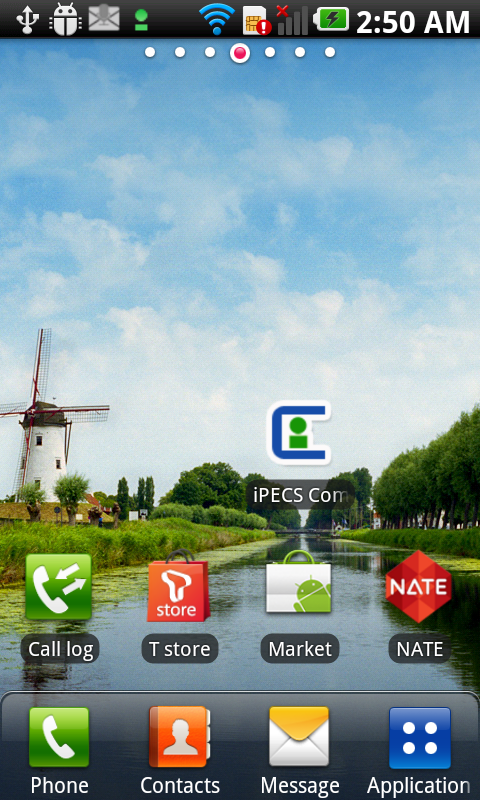 2:50 AM
iPECS Com
Call log
T store
store
Market
NATE
NATE
Phone
Contacts
Message
Application